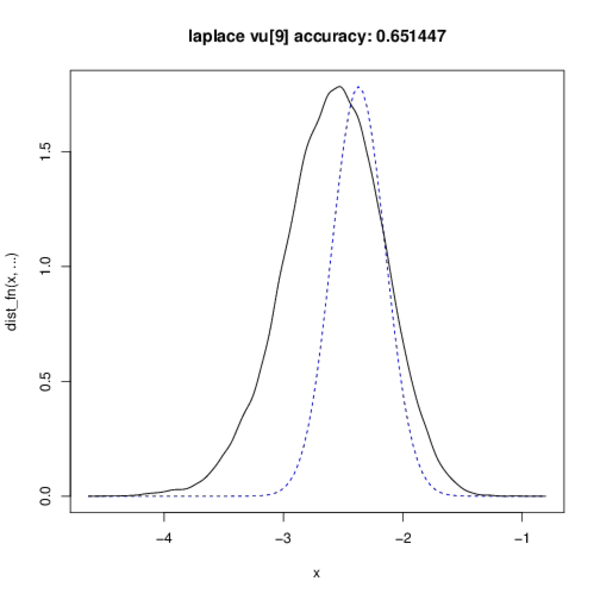 laplace vu[9] accuracy: 0.651447
1.5
1.0
0.5
0.0
dist_fn(x, ...)
−4 −3 −2 −1
x